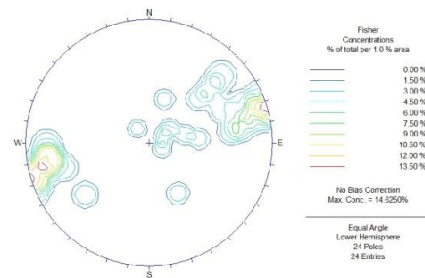 N
W
E
S
Fisher
Concentrations
% of total per 1.0 % area
0.00 %
1.50 %
3.00 %
4.50 %
6.00 %
7.50 %
9.00 %
10.50 %
12.00 %
13.50 %
No Bias Correction
Max. Conc. = 14.6250%
Equal Angle
Lower Hemisphere
24 Poles
24 Entries